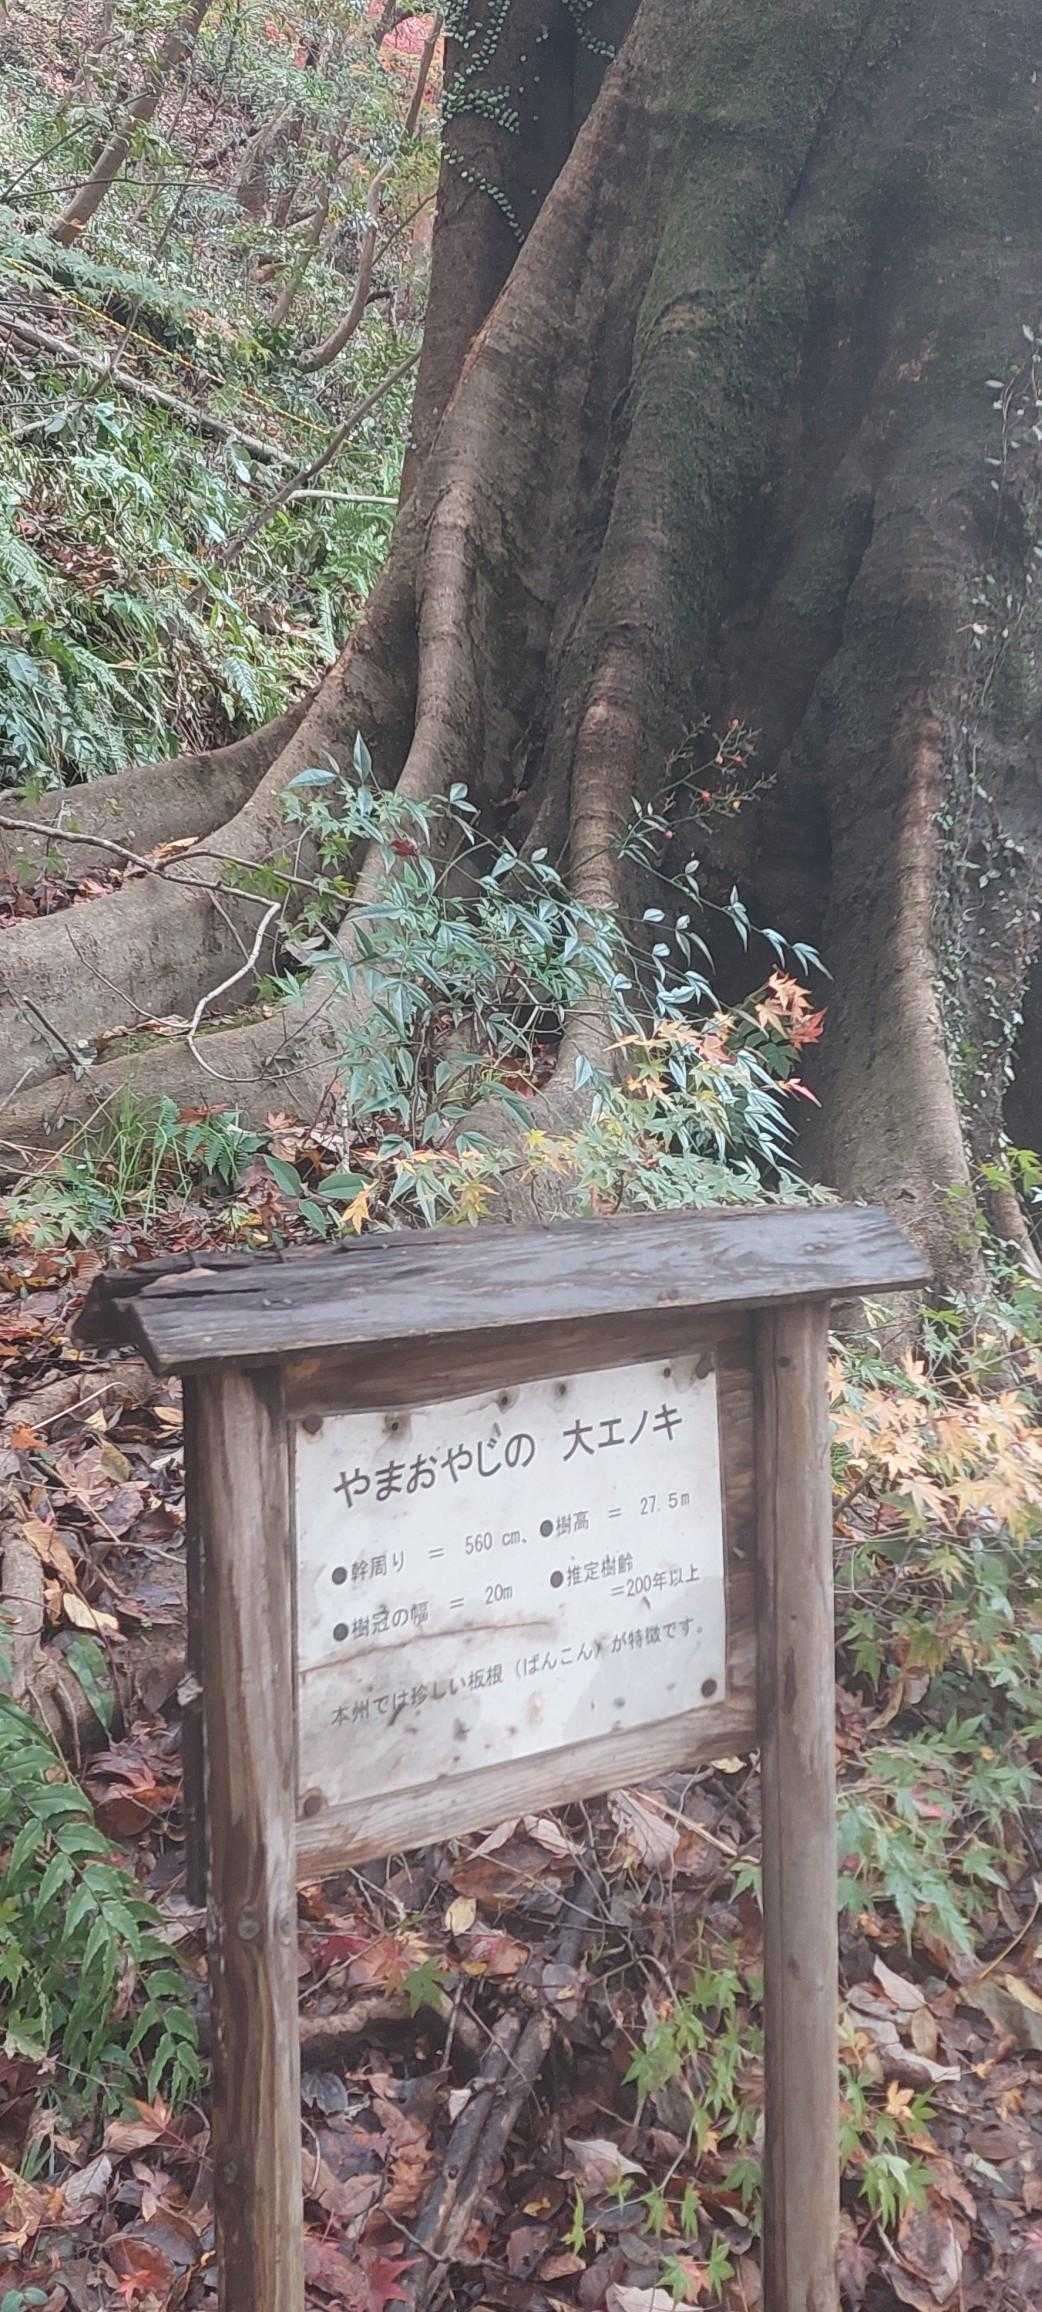 やまおやじの 大エノキ
●幹周り = 560 cm、●樹高 = 27.5m
●樹冠の幅 = 20m ●推定樹齢
=200年以上
本州では珍しい板根(ばんこん)が特徴です。